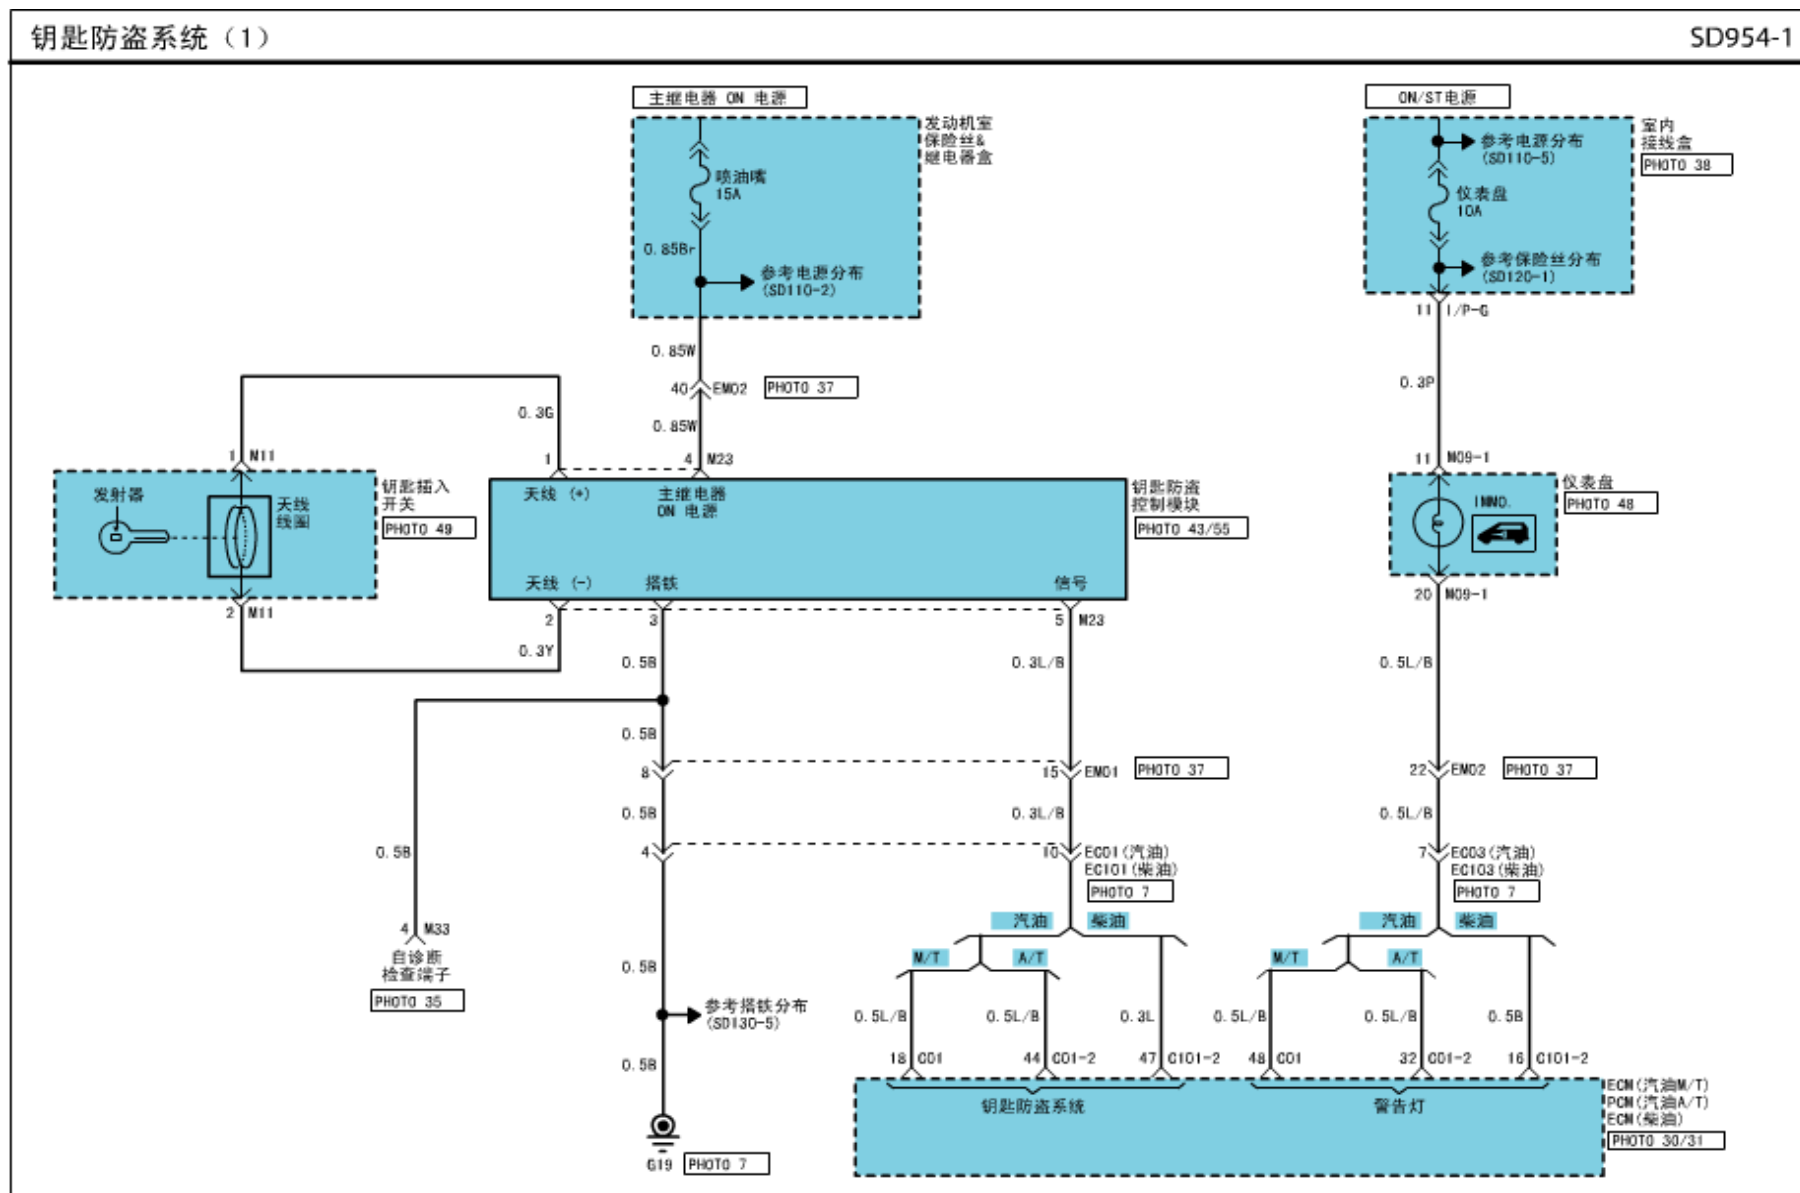 钥匙防盗系统（1）
SD954-1
主继电器 ON 电源
发动机室
保险丝&
继电器盒
喷油嘴
15A
0.85Br
参考电源分布
(SD110-2)
0.85W
40
EM02
PHOTO 37
0.85W
ON/ST电源
室内
接线盒
PHOTO 38
参考电源分布
(SD110-5)
仪表盘
10A
参考保险丝分布
(SD120-1)
11
I/P-G
0.3P
0.3G
1
M11
1
4
M23
11
M09-1
发射器
天线
线圈
钥匙插入
开关
PHOTO 49
天线 (+)
主继电器
ON 电源
钥匙防盗
控制模块
PHOTO 43/55
IMMO.
仪表盘
PHOTO 48
天线 (-)
搭铁
信号
2
M11
2
3
5
M23
20
M09-1
0.3Y
0.5B
0.3L/B
0.5L/B
0.5B
8
15
EM01
PHOTO 37
22
EM02
PHOTO 37
0.5B
0.3L/B
0.5L/B
0.5B
4
10
EC01(汽油)
EC101(柴油)
PHOTO 7
7
EC03(汽油)
EC103(柴油)
PHOTO 7
4
M33
自诊断
检查端子
PHOTO 35
汽油
柴油
汽油
柴油
M/T
A/T
M/T
A/T
0.5B
参考搭铁分布
(SD130-5)
0.5L/B
0.5L/B
0.3L
0.5L/B
0.5L/B
0.5B
0.5B
18
C01
44
C01-2
47
C101-2
48
C01
32
C01-2
16
C101-2
钥匙防盗系统
警告灯
ECM(汽油M/T)
PCM(汽油A/T)
ECM(柴油)
PHOTO 30/31
G19
PHOTO 7